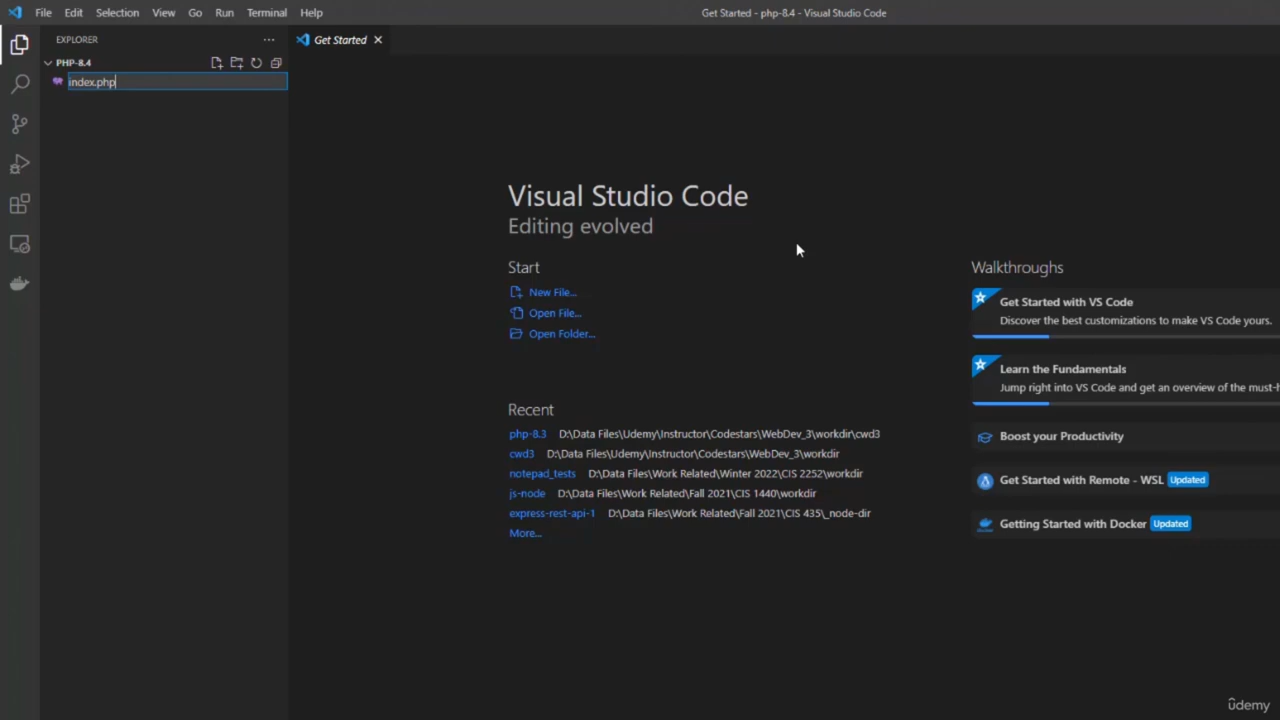 File Edit Selection View Go Run Terminal Help
Get Started - php-8.4 - Visual Studio Code
EXPLORER
Get Started
PHP-8.4
index.php
Visual Studio Code
Editing evolved
Start
New File...
Open File...
Open Folder...
Recent
php-8.3 D:\Data Files\Udemy\Instructor\Codestars\WebDev_3\workdir\cwd3
cwd3 D:\Data Files\Udemy\Instructor\Codestars\WebDev_3\workdir
notepad_tests D:\Data Files\Work Related\Winter 2022\CIS 2252\workdir
js-node D:\Data Files\Work Related\Fall 2021\CIS 1440\workdir
express-rest-api-1 D:\Data Files\Work Related\Fall 2021\CIS 435\_node-dir
More...
Walkthroughs
Get Started with VS Code
Discover the best customizations to make VS Code yours.
Learn the Fundamentals
Jump right into VS Code and get an overview of the must-h
Boost your Productivity
Get Started with Remote - WSL Updated
Getting Started with Docker Updated
ûdemy